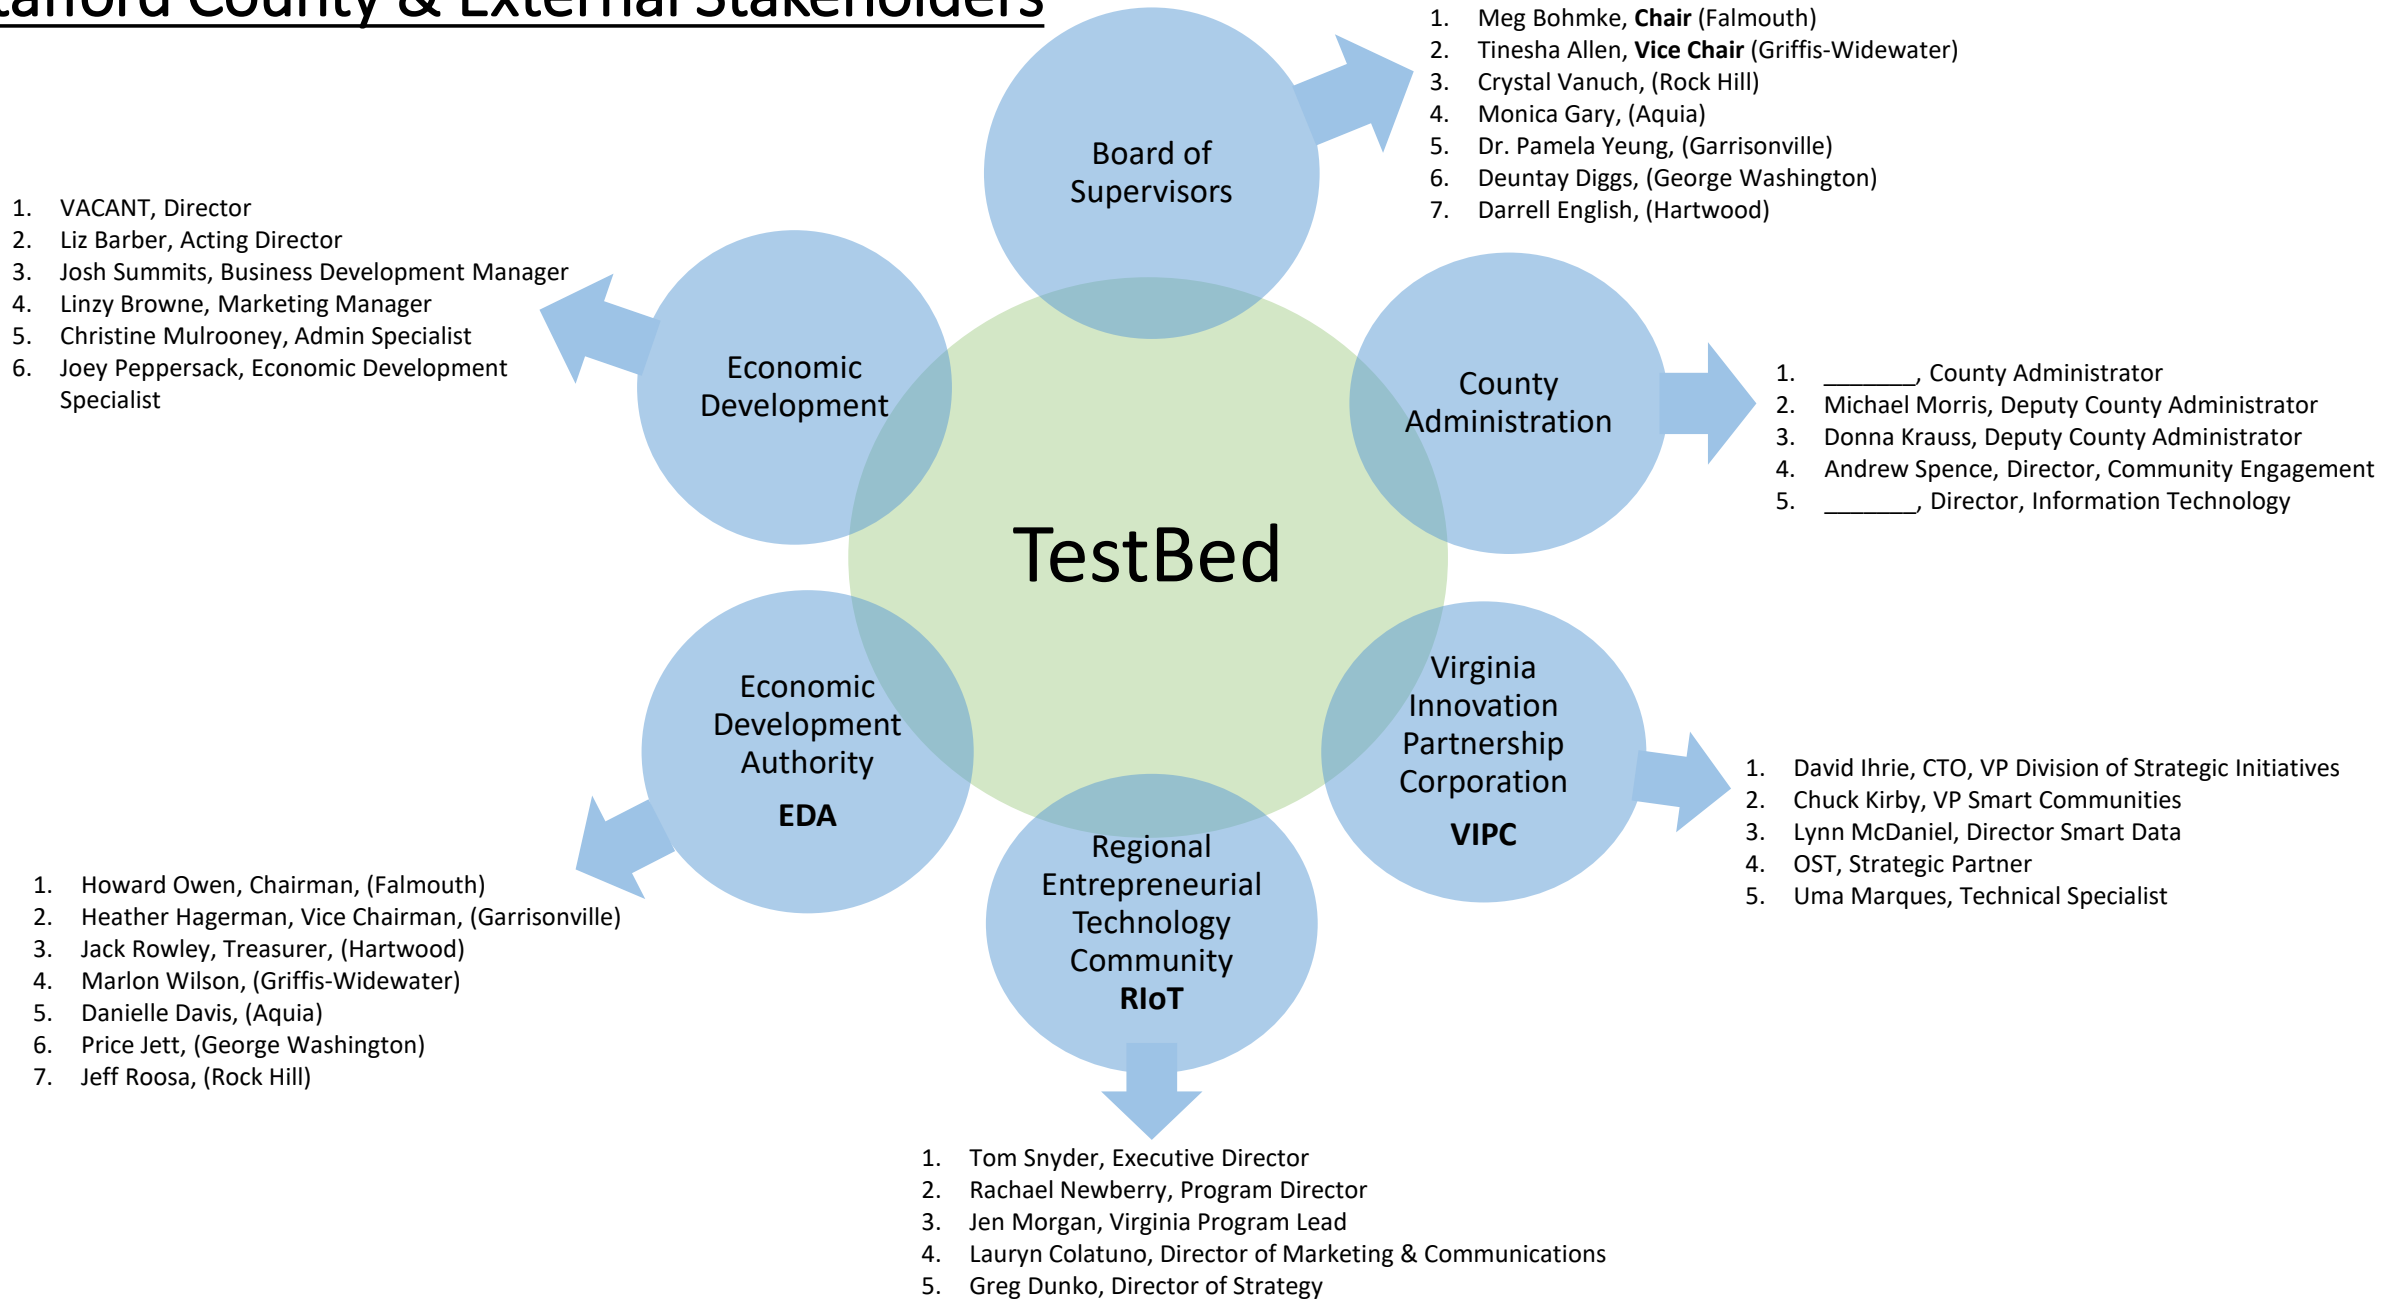 tafford County & External Stakeholders
1. Meg Bohmke, Chair (Falmouth)
2. Tinesha Allen, Vice Chair (Griffis-Widewater)
3. Crystal Vanuch, (Rock Hill)
4. Monica Gary, (Aquia)
5. Dr. Pamela Yeung, (Garrisonville)
6. Deuntay Diggs, (George Washington)
7. Darrell English, (Hartwood)
Board of
Supervisors
1. VACANT, Director
2. Liz Barber, Acting Director
3. Josh Summits, Business Development Manager
4. Linzy Browne, Marketing Manager
5. Christine Mulrooney, Admin Specialist
6. Joey Peppersack, Economic Development
Specialist
Economic
Development
County
Administration
1. _______, County Administrator
2. Michael Morris, Deputy County Administrator
3. Donna Krauss, Deputy County Administrator
4. Andrew Spence, Director, Community Engagement
5. _______, Director, Information Technology
TestBed
Economic
Development
Authority
EDA
Virginia
Innovation
Partnership
Corporation
VIPC
1. David Ihrie, CTO, VP Division of Strategic Initiatives
2. Chuck Kirby, VP Smart Communities
3. Lynn McDaniel, Director Smart Data
4. OST, Strategic Partner
5. Uma Marques, Technical Specialist
Regional
Entrepreneurial
Technology
Community
RIoT
1. Howard Owen, Chairman, (Falmouth)
2. Heather Hagerman, Vice Chairman, (Garrisonville)
3. Jack Rowley, Treasurer, (Hartwood)
4. Marlon Wilson, (Griffis-Widewater)
5. Danielle Davis, (Aquia)
6. Price Jett, (George Washington)
7. Jeff Roosa, (Rock Hill)
1. Tom Snyder, Executive Director
2. Rachael Newberry, Program Director
3. Jen Morgan, Virginia Program Lead
4. Lauryn Colatuno, Director of Marketing & Communications
5. Greg Dunko, Director of Strategy